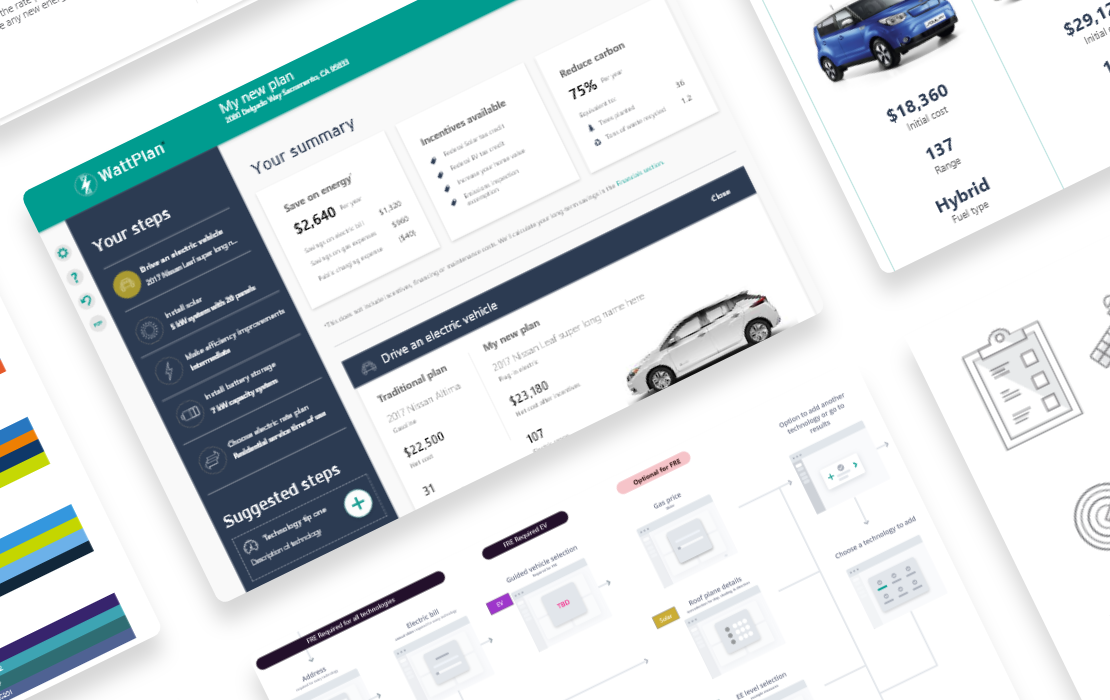 the rate
e any new energ
WattPlan
My new plan
2000 Delgado Way Sacramento, CA 95833
Your steps
Drive an electric vehicle
2017 Nissan Leaf super long n...
Install solar
5 kW system with 20 panels
Make efficiency improvements
Intermediate
Install battery storage
7 kW capacity system
Choose electric rate plan
Residential service time of use
Suggested steps
Technology tip one
Description of technology
Your summary
Save on energy*
$2,640 Per year
Savings on electric bill $1,320
Savings on gas expenses $960
Public charging expense ($40)
Incentives available
Federal Solar tax credit
Federal EV tax credit
Increase your home value
Emissions inspection
exemption
Reduce carbon
75% Per year
Equivalent to:
Trees planted 36
Tons of waste recycled 1.2
*This does not include incentives, financing or maintenance costs. We'll calculate your long-term savings in the Financials section.
Drive an electric vehicle
Close
Traditional plan
2017 Nissan Altima
Gasoline
$22,500
Net cost
31
My new plan
2017 Nissan Leaf super long name here
Plug-in electric
$23,180
Net cost after incentives
107
$18,360
Initial cost
137
Range
Hybrid
Fuel type
$29,12
Initial
FRE Required for all technologies
Address
Electric bill
FRE Required EV
Guided vehicle selection
EV
TBD
Optional for FRE
Gas price
Solar
Roof plane details
EE level selection
Option to add another
technology or go to
results
Choose a technology to add